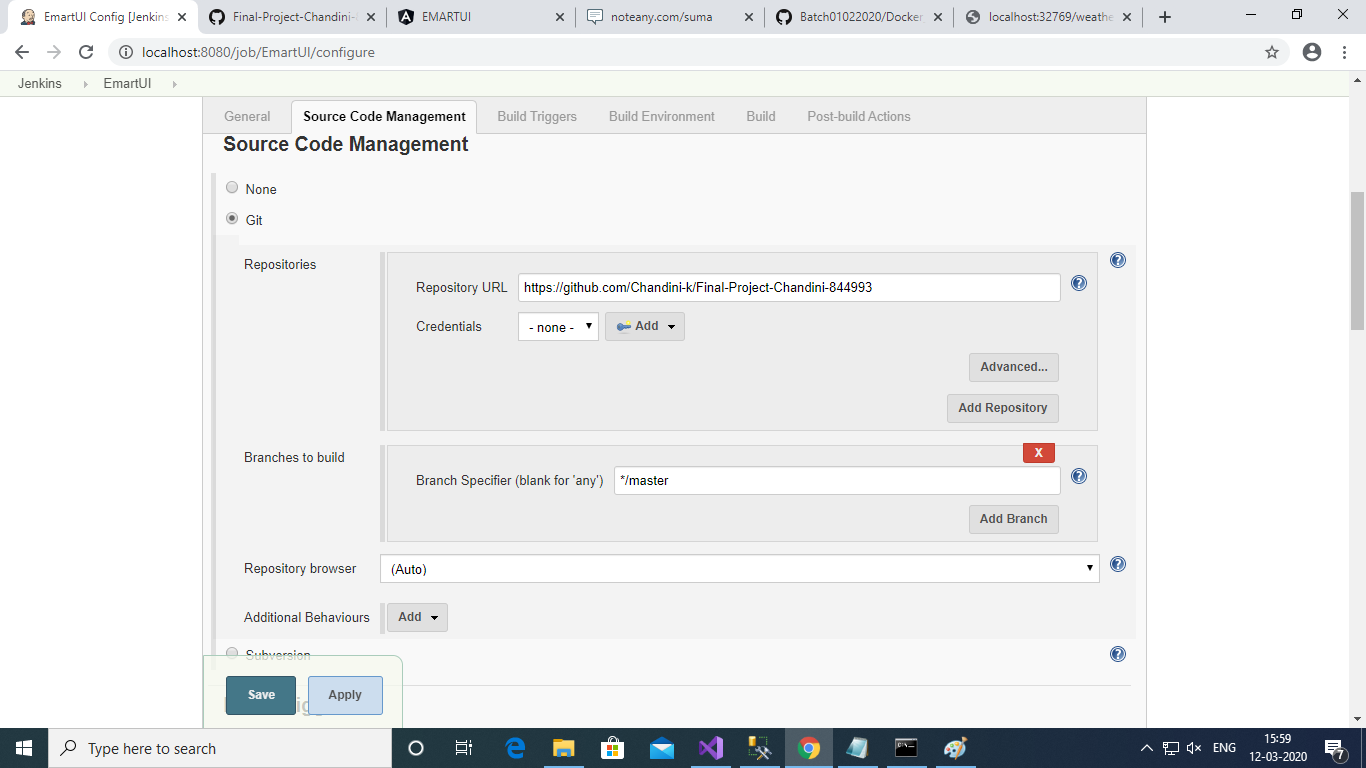 EmartUI Config [Jenkins
Final-Project-Chandini-
EMARTUI
noteany.com/suma
Batch01022020/Docker
localhost:32769/weathe
localhost:8080/job/EmartUI/configure
Jenkins
EmartUI
General
Source Code Management
Build Triggers
Build Environment
Build
Post-build Actions
Source Code Management
None
Git
Repositories
Repository URL
https://github.com/Chandini-k/Final-Project-Chandini-844993
Credentials
- none -
Add
Advanced...
Add Repository
Branches to build
X
Branch Specifier (blank for 'any')
*/master
Add Branch
Repository browser
(Auto)
Additional Behaviours
Add
Subversion
Save
Apply
Type here to search
ENG
15:59
12-03-2020
7